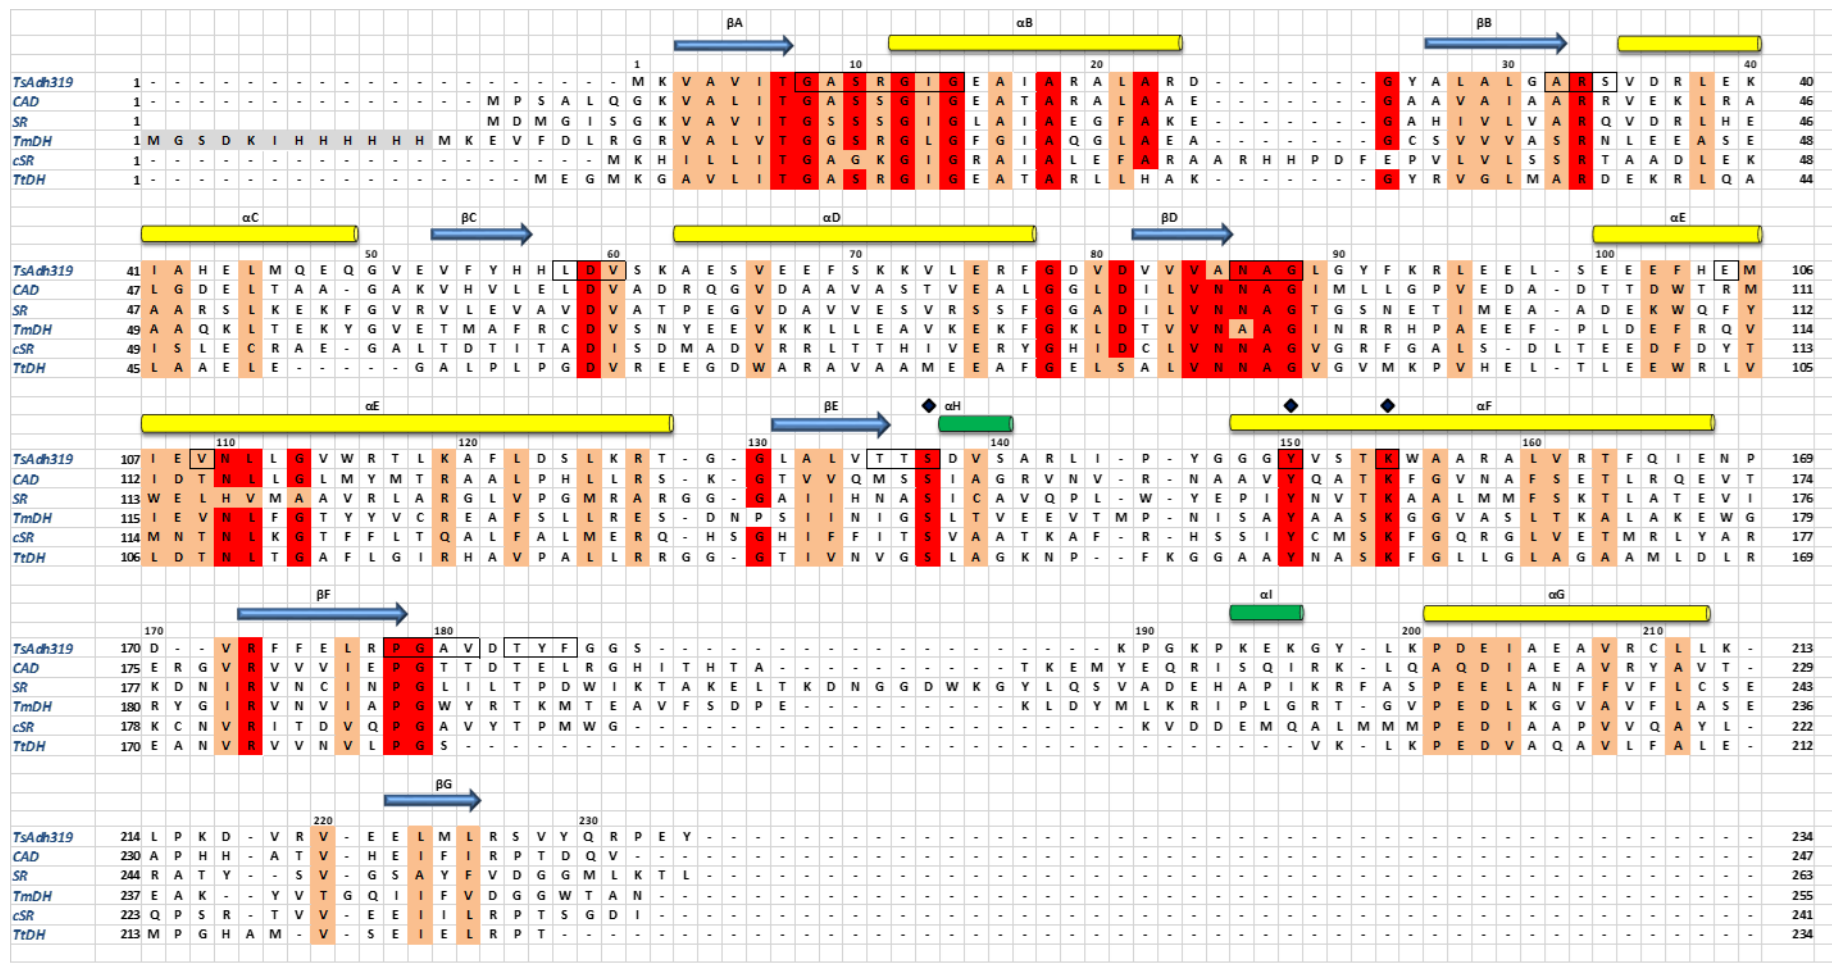 βA αB βB
1 10 20 30 40
TsAdh319 1 - - - - - - - - - - - - - - - - - - - - M K V A V I T G A S R G I G E A I A R A L A R D - - - - - - - G Y A L A L G A R S V D R L E K 40
CAD 1 - - - - - - - - - - - - - - M P S A L Q G K V A L I T G A S S G I G E A T A R A L A A E - - - - - - - G A A V A I A A R R V E K L R A 46
SR 1 - - - - - - - - - - - - - - M D M G I S G K V A V I T G S S S G I G L A I A E G F A K E - - - - - - - G A H I V L V A R Q V D R L H E 46
TmDH 1 M G S D K I H H H H H H M K E V F D L R G R V A L V T G G S R G L G F G I A Q G L A E A - - - - - - - G C S V V V A S R N L E E A S E 48
cSR 1 - - - - - - - - - - - - - - - - - - - M K H I L L I T G A G K G I G R A I A L E F A R A A R H H P D F E P V L V L S S R T A A D L E K 48
TtDH 1 - - - - - - - - - - - - - - - - M E G M K G A V L I T G A S R G I G E A T A R L L H A K - - - - - - - G Y R V G L M A R D E K R L Q A 44
αC βC αD βD αE
50 60 70 80 90 100
TsAdh319 41 I A H E L M Q E Q G V E V F Y H H L D V S K A E S V E E F S K K V L E R F G D V D V V V A N A G L G Y F K R L E E L - S E E E F H E M 106
CAD 47 L G D E L T A A - G A K V H V L E L D V A D R Q G V D A A V A S T V E A L G G L D I L V N N A G I M L L G P V E D A - D T T D W T R M 111
SR 47 A A R S L K E K F G V R V L E V A V D V A T P E G V D A V V E S V R S S F G G A D I L V N N A G T G S N E T I M E A - A D E K W Q F Y 112
TmDH 49 A A Q K L T E K Y G V E T M A F R C D V S N Y E E V K K L L E A V K E K F G K L D T V V N A A G I N R R H P A E E F - P L D E F R Q V 114
cSR 49 I S L E C R A E - G A L T D T I T A D I S D M A D V R R L T T H I V E R Y G H I D C L V N N A G V G R F G A L S - D L T E E D F D Y T 113
TtDH 45 L A A E L E - - - - - G A L P L P G D V R E E G D W A R A V A A M E E A F G E L S A L V N N A G V G V M K P V H E L - T L E E W R L V 105
αE βE αH αF
110 120 130 140 150 160
TsAdh319 107 I E V N L L G V W R T L K A F L D S L K R T - G - G L A L V T T S D V S A R L I - P - Y G G G Y V S T K W A A R A L V R T F Q I E N P 169
CAD 112 I D T N L L G L M Y M T R A A L P H L L R S - K - G T V V Q M S S I A G R V N V - R - N A A V Y Q A T K F G V N A F S E T L R Q E V T 174
SR 113 W E L H V M A A V R L A R G L V P G M R A R G G - G A I I H N A S I C A V Q P L - W - Y E P I Y N V T K A A L M M F S K T L A T E V I 176
TmDH 115 I E V N L F G T Y Y V C R E A F S L L R E S - D N P S I I N I G S L T V E E V T M P - N I S A Y A A S K G G V A S L T K A L A K E W G 179
cSR 114 M N T N L K G T F F L T Q A L F A L M E R Q - H S G H I F F I T S V A A T K A F - R - H S S I Y C M S K F G Q R G L V E T M R L Y A R 177
TtDH 106 L D T N L T G A F L G I R H A V P A L L R R G G - G T I V N V G S L A G K N P - - F K G G A A Y N A S K F G L L G L A G A A M L D L R 169
βF αI αG
170 180 190 200 210
TsAdh319 170 D - - V R F F E L R P G A V D T Y F G G S - - - - - - - - - - - - - - - - - - - K P G K P K E K G Y - L K P D E I A E A V R C L L K - 213
CAD 175 E R G V R V V V I E P G T T D T E L R G H I T H T A - - - - - - - - - - T K E M Y E Q R I S Q I R K - L Q A Q D I A E A V R Y A V T - 229
SR 177 K D N I R V N C I N P G L I L T P D W I K T A K E L T K D N G G D W K G Y L Q S V A D E H A P I K R F A S P E E L A N F F V F L C S E 243
TmDH 180 R Y G I R V N V I A P G W Y R T K M T E A V F S D P E - - - - - - - - - K L D Y M L K R I P L G R T - G V P E D L K G V A V F L A S E 236
cSR 178 K C N V R I T D V Q P G A V Y T P M W G - - - - - - - - - - - - - - - - - - - - - K V D D E M Q A L M M M P E D I A A P V V Q A Y L - 222
TtDH 170 E A N V R V V N V L P G S - - - - - - - - - - - - - - - - - - - - - - - - - - - - - - - - - - - V K - L K P E D V A Q A V L F A L E - 212
βG
220 230
TsAdh319 214 L P K D - V R V - E E L M L R S V Y Q R P E Y - - - - - - - - - - - - - - - - - - - - - - - - - - - - - - - - - - - - - - - - - - - - 234
CAD 230 A P H H - A T V - H E I F I R P T D Q V - - - - - - - - - - - - - - - - - - - - - - - - - - - - - - - - - - - - - - - - - - - - - - - 247
SR 244 R A T Y - - S V - G S A Y F V D G G M L K T L - - - - - - - - - - - - - - - - - - - - - - - - - - - - - - - - - - - - - - - - - - - - 263
TmDH 237 E A K - - Y V T G Q I I F V D G G W T A N - - - - - - - - - - - - - - - - - - - - - - - - - - - - - - - - - - - - - - - - - - - - - - 255
cSR 223 Q P S R - T V V - E E I I L R P T S G D I - - - - - - - - - - - - - - - - - - - - - - - - - - - - - - - - - - - - - - - - - - - - - - 241
TtDH 213 M P G H A M - V - S E I E L R P T - - - - - - - - - - - - - - - - - - - - - - - - - - - - - - - - - - - - - - - - - - - - - - - - - - 234